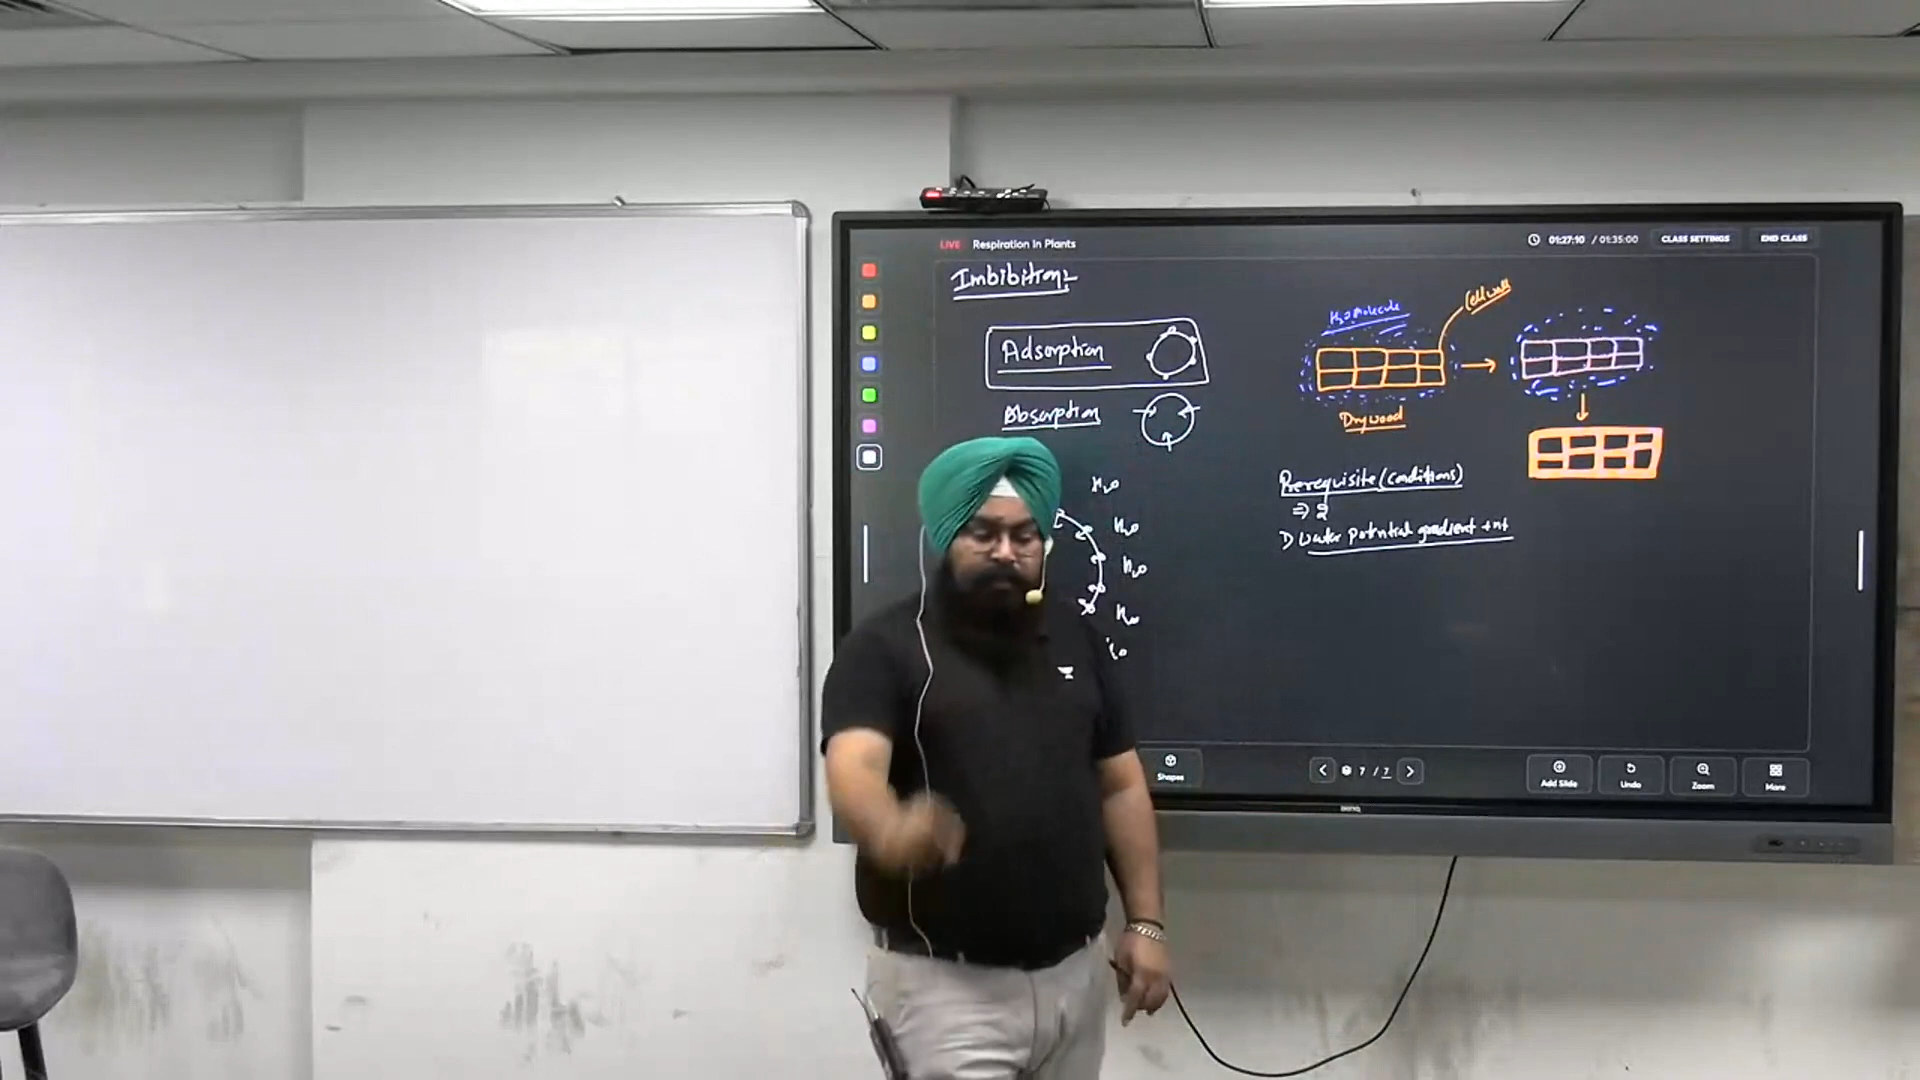 LIVE Respiration In Plants
01:27:10 / 01:35:00 CLASS SETTINGS END CLASS
Imbibition:-
Adsorption
Absorption
H2O
H2O
H2O
H2O
H2O molecule
Cell wall
Dry wood
Prerequisite (conditions)
⇒ 2
1) Water potential gradient
Shapes
7 / 7
Add Slide
Undo
Zoom
More
BenQ